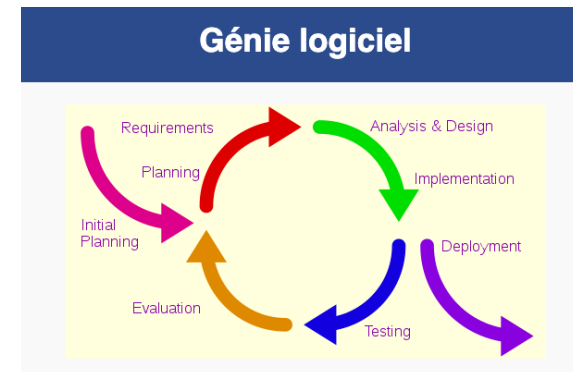 Génie logiciel
Requirements
Analysis & Design
Planning
Implementation
Initial
Planning
Deployment
Evaluation
Testing